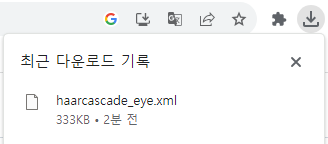 최근 다운로드 기록
haarcascade_eye.xml
333KB • 2분 전